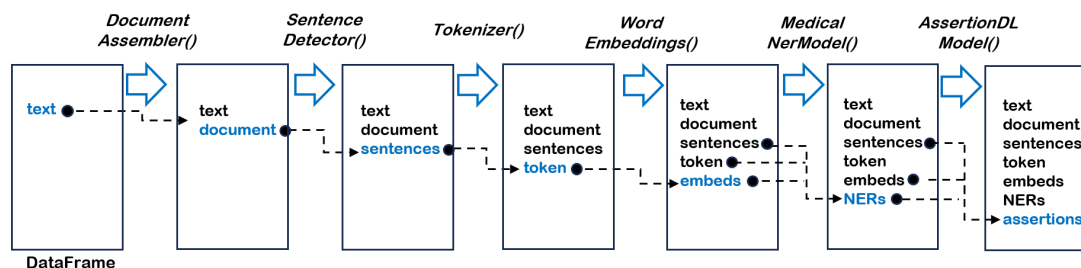 Document
Assembler()
Sentence
Detector()
Tokenizer()
Word
Embeddings()
Medical
NerModel()
AssertionDL
Model()
text
DataFrame
text
document
text
document
sentences
text
document
sentences
token
text
document
sentences
token
embeds
text
document
sentences
token
embeds
NERs
text
document
sentences
token
embeds
NERs
assertions